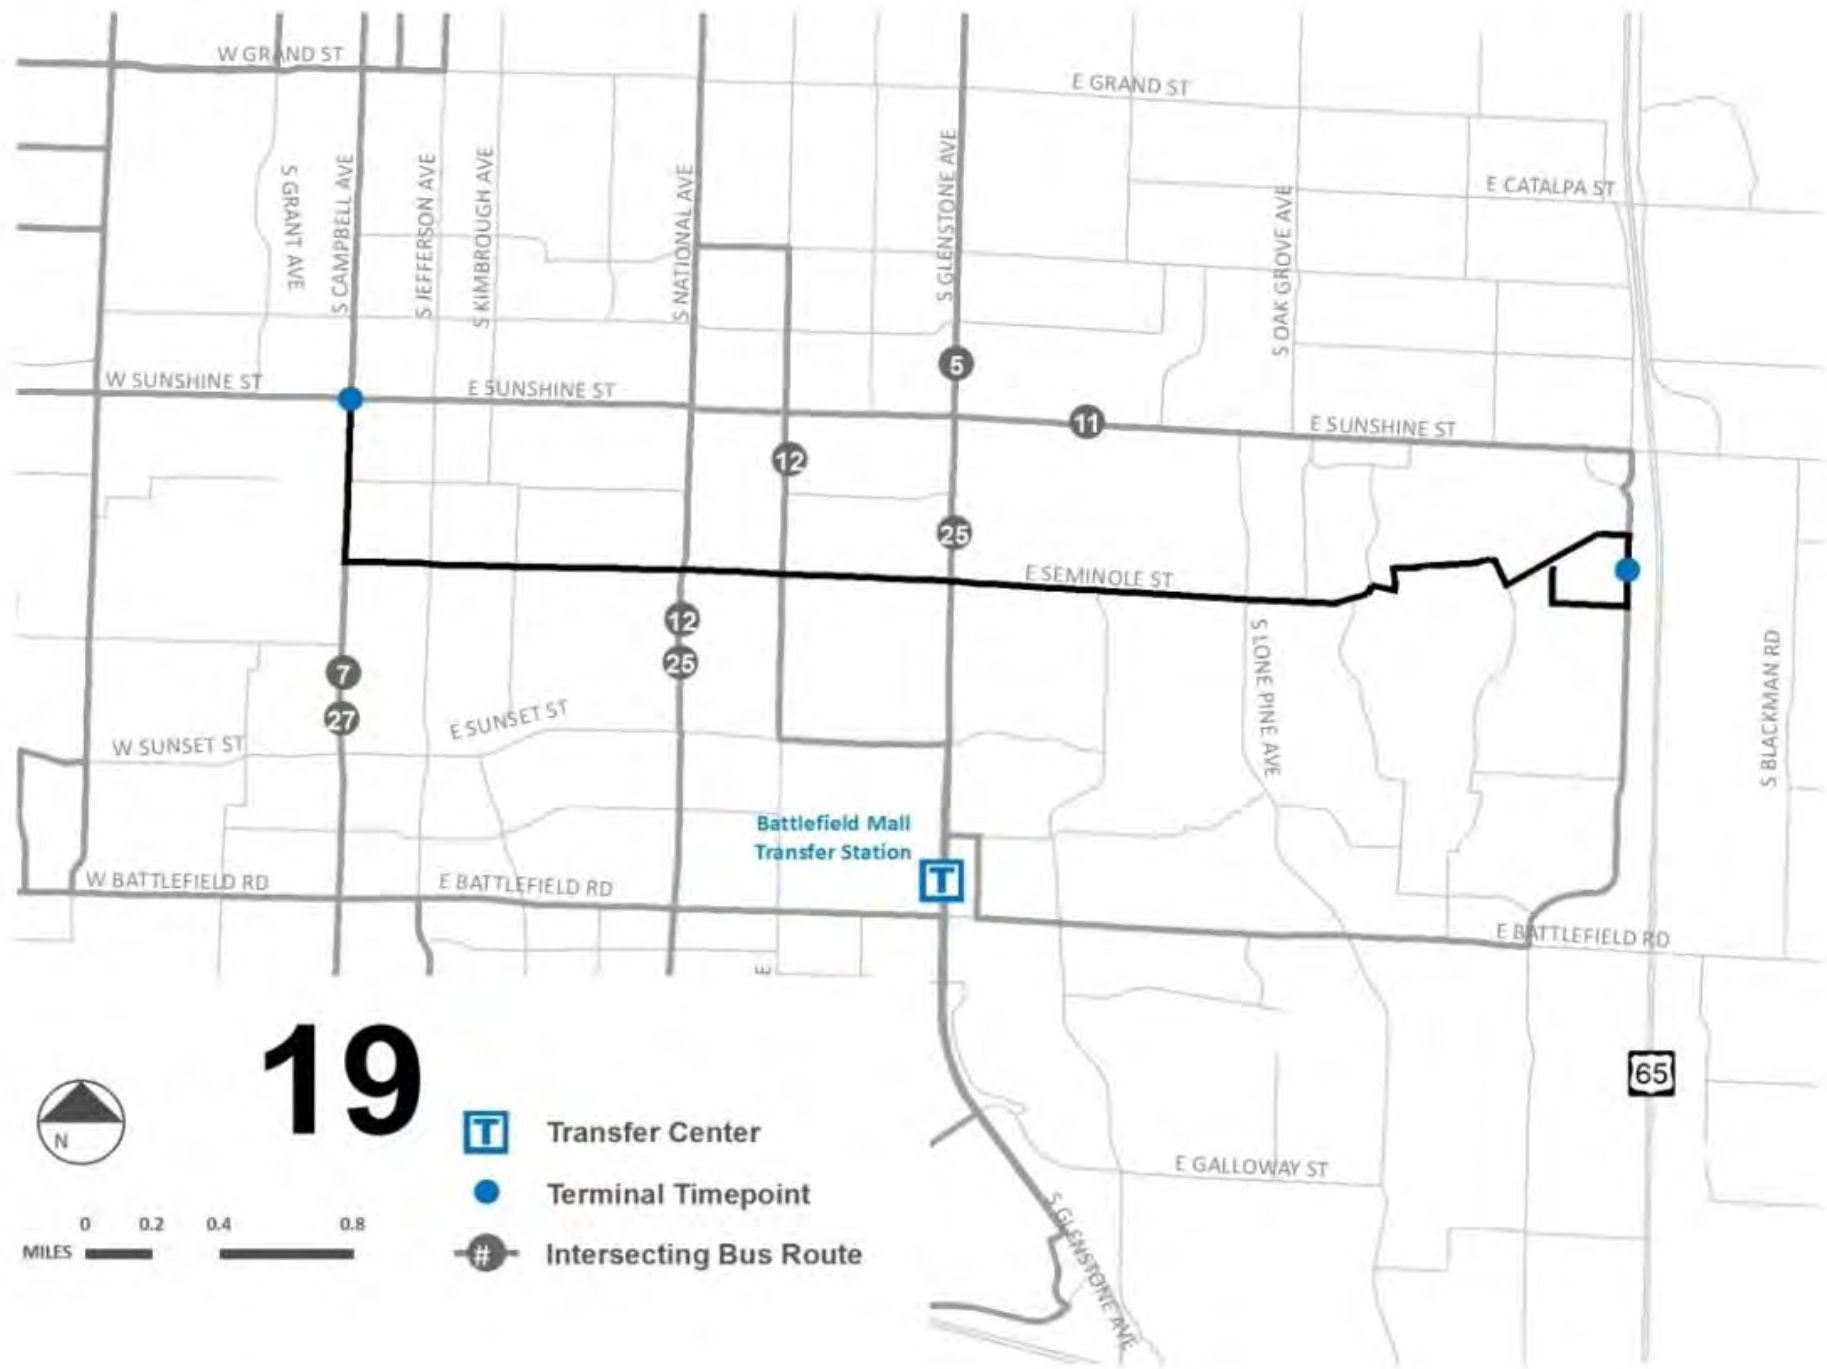 W GRAND ST
E GRAND ST
E CATALPA ST
S GRANT AVE
S CAMPBELL AVE
S JEFFERSON AVE
S KIMBROUGH AVE
S NATIONAL AVE
S GLENSTONE AVE
S OAK GROVE AVE
5
W SUNSHINE ST
E SUNSHINE ST
11
E SUNSHINE ST
12
25
E SEMINOLE ST
12
25
7
27
S LONE PINE AVE
S BLACKMAN RD
W SUNSET ST
E SUNSET ST
Battlefield Mall
Transfer Station
T
W BATTLEFIELD RD
E BATTLEFIELD RD
E BATTLEFIELD RD
E
19
65
N
T Transfer Center
Terminal Timepoint
# Intersecting Bus Route
0 0.2 0.4 0.8
MILES
E GALLOWAY ST
S GLENSTONE AVE